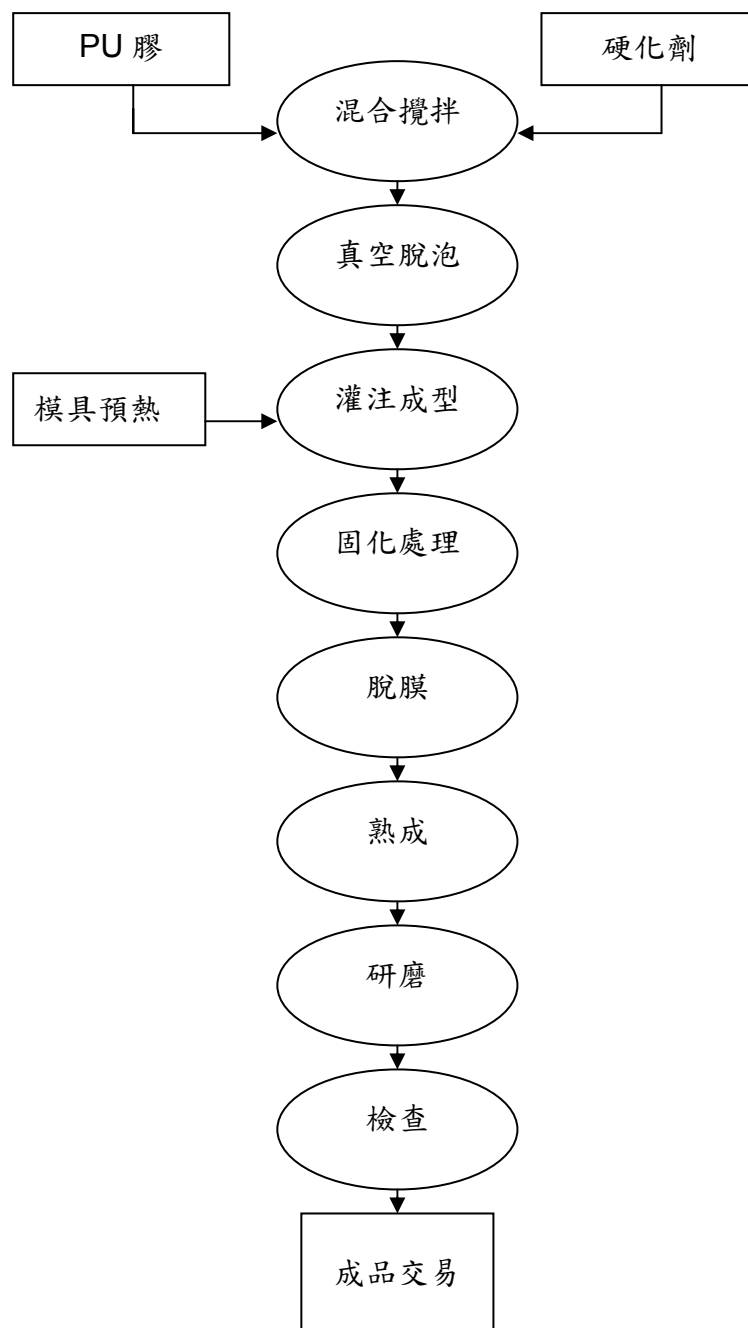 PU 膠
硬化劑
混合攪拌
真空脫泡
灌注成型
模具預熱
固化處理
脫膜
熟成
研磨
檢查
成品交易